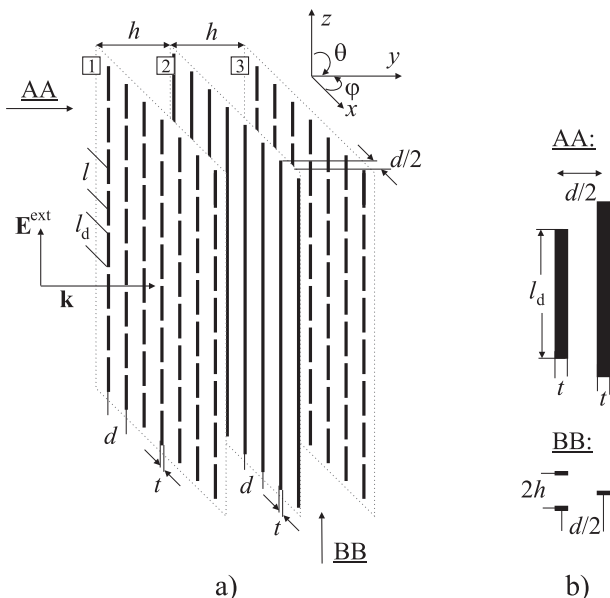 h h
1 2 3
z
θ
y
φ
x
AA
d/2
l
E^ext
l_d
k
d
t
d
t
BB
a)
AA:
d/2
l_d
t t
BB:
2h
d/2
b)